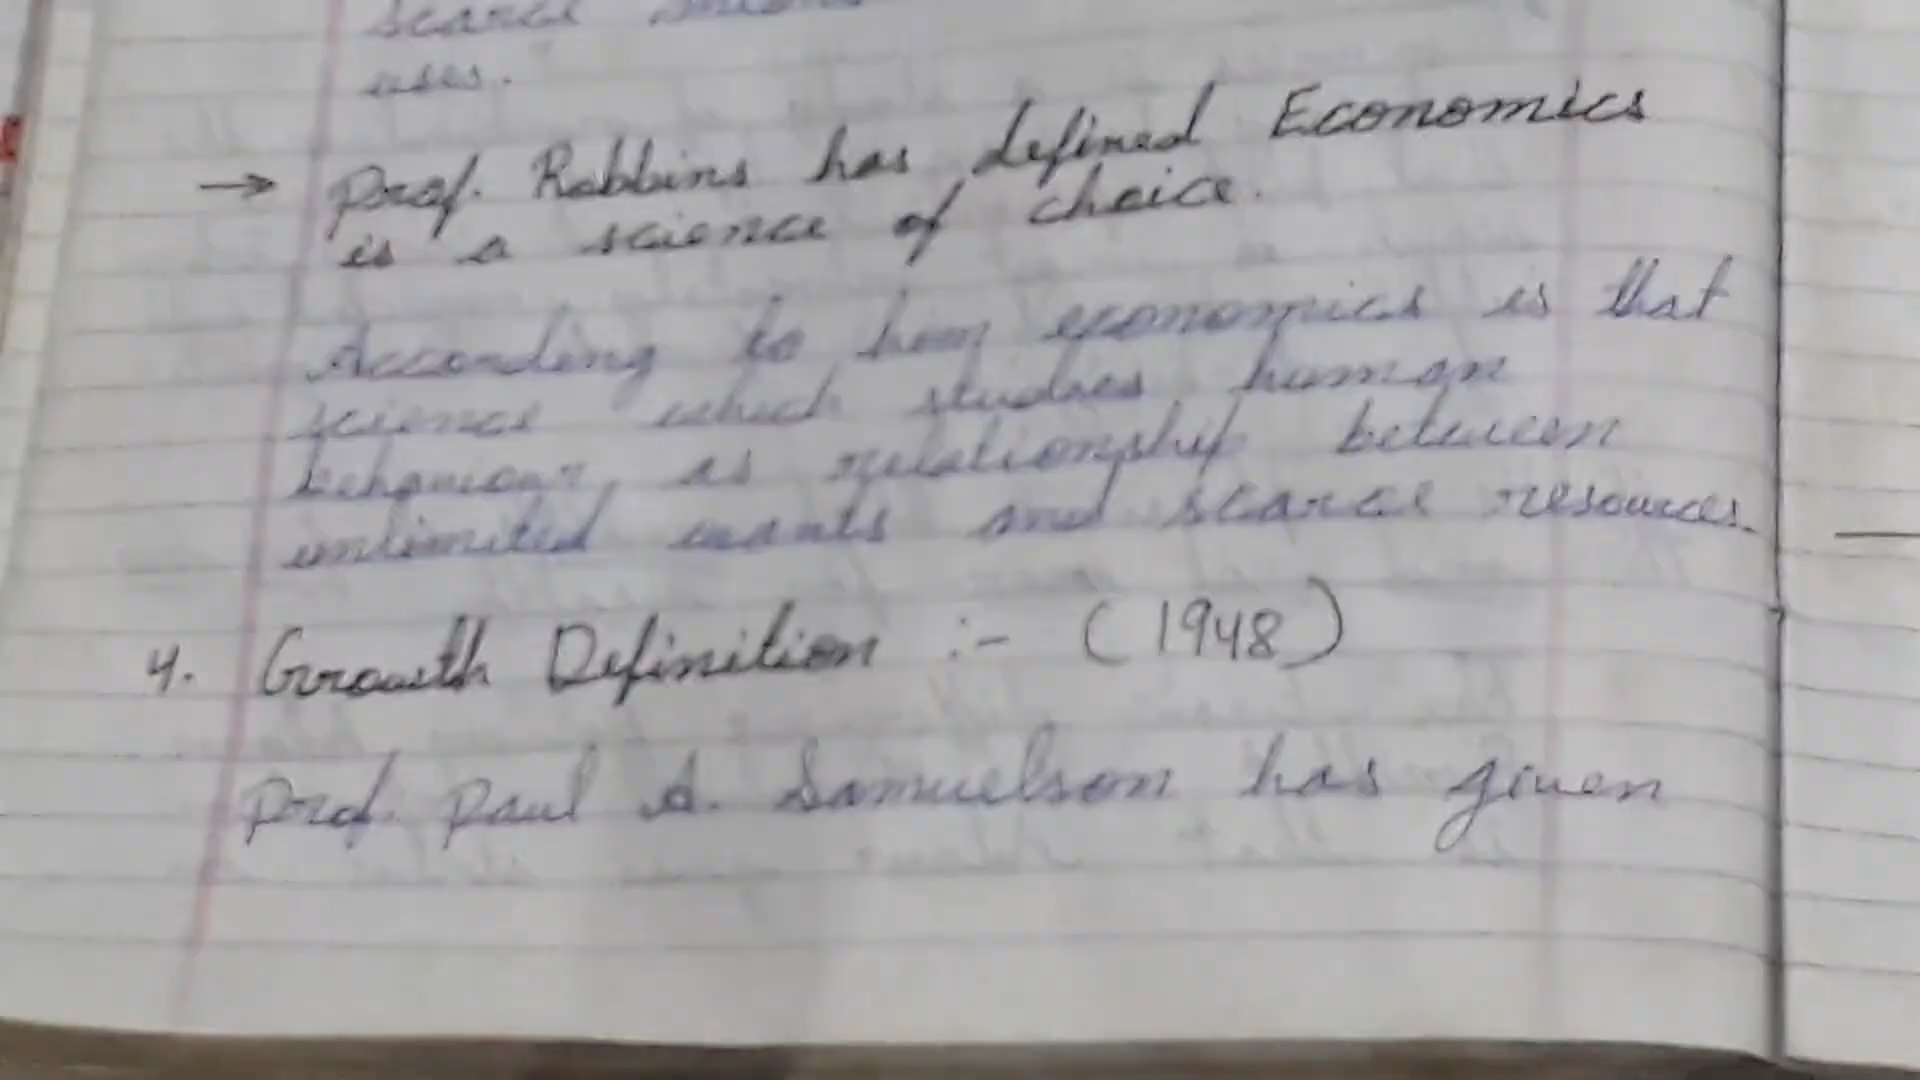 scarce means
uses.
→ Prof. Robbins has defined Economics
is a science of choice.
According to him economics is that
science which studies human
behaviour as relationship between
unlimited wants and scarce resources.
4. Growth Definition :- (1948)
Prof. Paul A. Samuelson has given